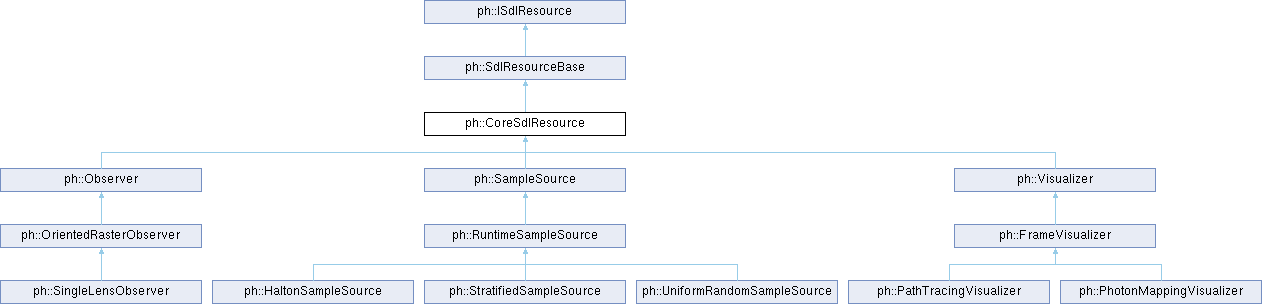 ph::ISdlResource
ph::SdlResourceBase
ph::CoreSdlResource
ph::Observer
ph::SampleSource
ph::Visualizer
ph::OrientedRasterObserver
ph::RuntimeSampleSource
ph::FrameVisualizer
ph::SingleLensObserver
ph::HaltonSampleSource
ph::StratifiedSampleSource
ph::UniformRandomSampleSource
ph::PathTracingVisualizer
ph::PhotonMappingVisualizer